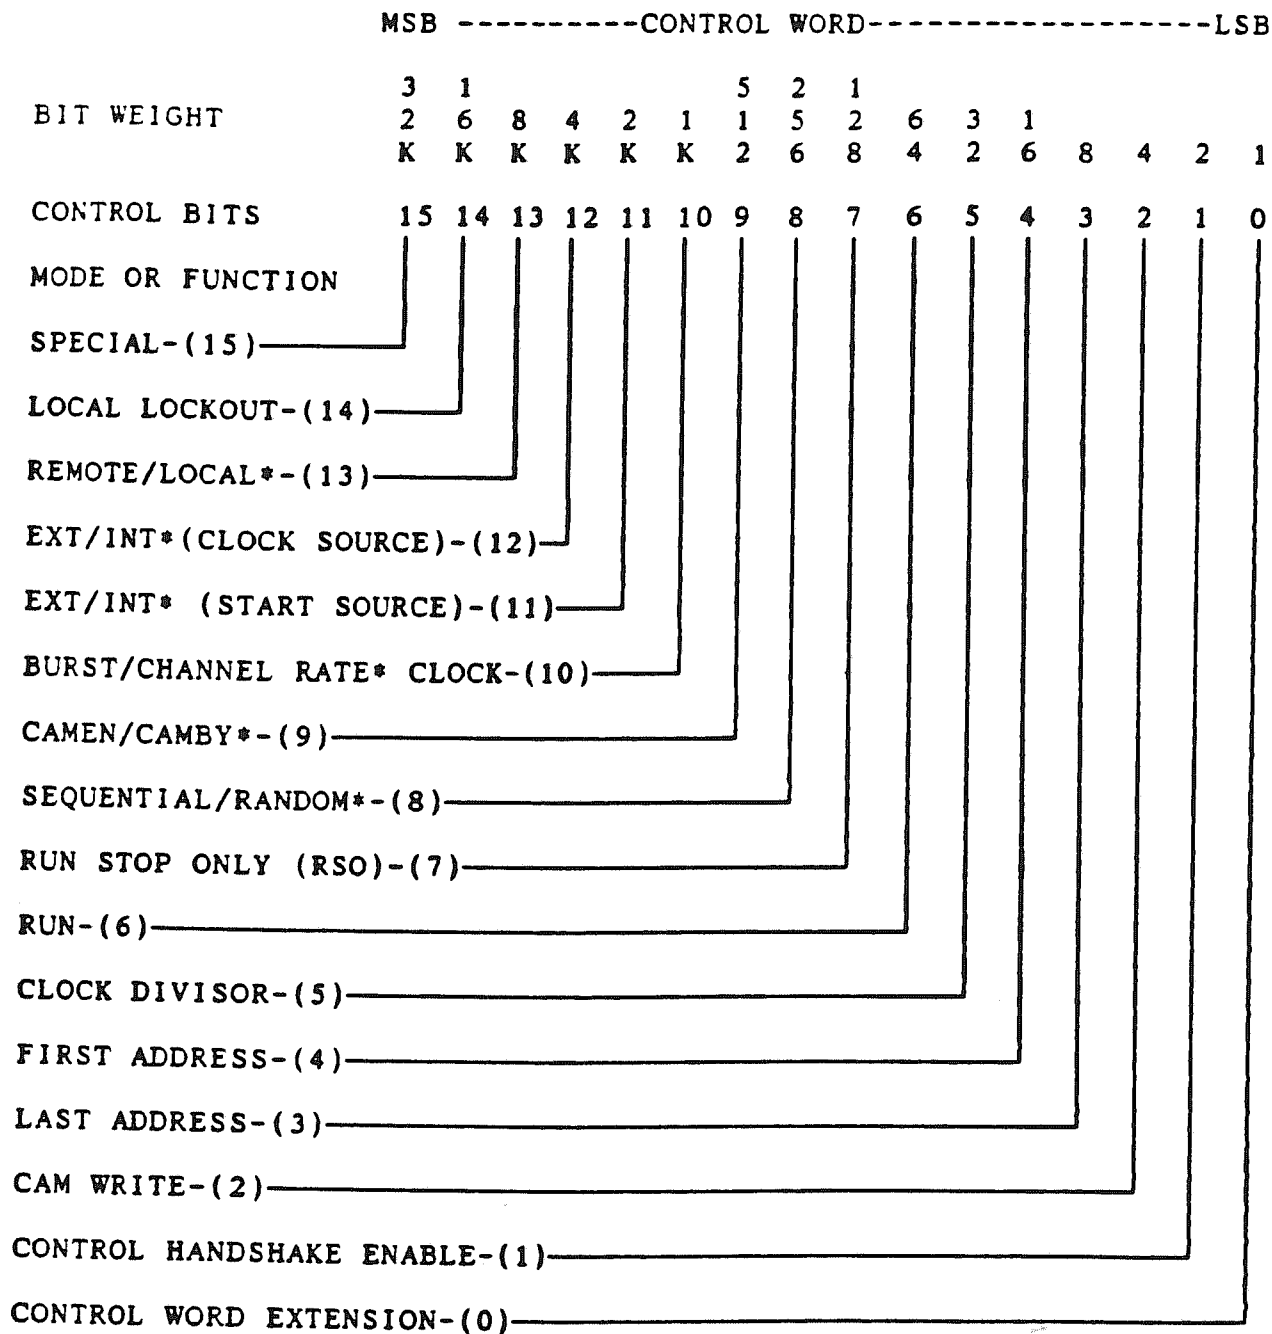 MSB ----------CONTROL WORD------------------LSB
3 1 5 2 1
BIT WEIGHT 2 6 8 4 2 1 1 5 2 6 3 1
K K K K K K 2 6 8 4 2 6 8 4 2 1
CONTROL BITS 15 14 13 12 11 10 9 8 7 6 5 4 3 2 1 0
MODE OR FUNCTION
SPECIAL-(15)
LOCAL LOCKOUT-(14)
REMOTE/LOCAL*-(13)
EXT/INT*(CLOCK SOURCE)-(12)
EXT/INT* (START SOURCE)-(11)
BURST/CHANNEL RATE* CLOCK-(10)
CAMEN/CAMBY*-(9)
SEQUENTIAL/RANDOM*-(8)
RUN STOP ONLY (RSO)-(7)
RUN-(6)
CLOCK DIVISOR-(5)
FIRST ADDRESS-(4)
LAST ADDRESS-(3)
CAM WRITE-(2)
CONTROL HANDSHAKE ENABLE-(1)
CONTROL WORD EXTENSION-(0)